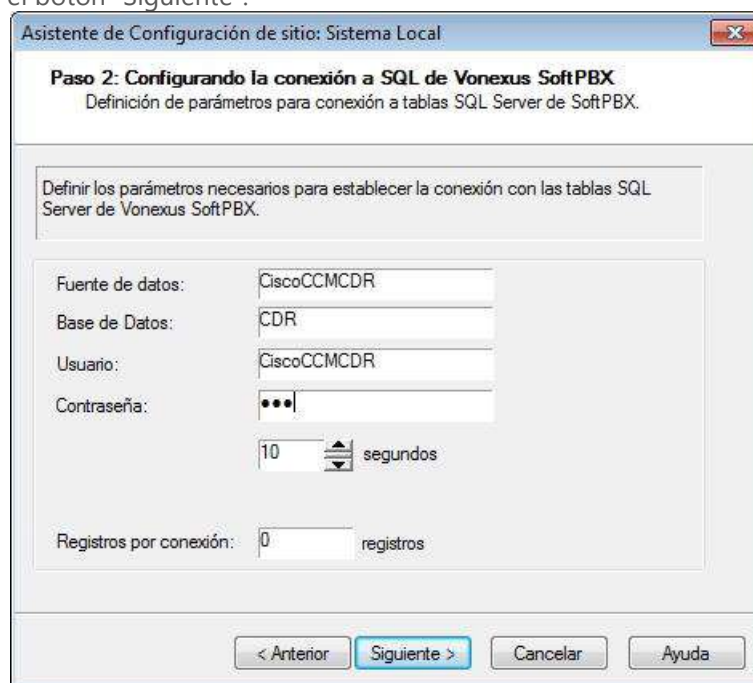 el botón "Siguiente".
Asistente de Configuración de sitio: Sistema Local
Paso 2: Configurando la conexión a SQL de Vonexus SoftPBX
Definición de parámetros para conexión a tablas SQL Server de SoftPBX.
Definir los parámetros necesarios para establecer la conexión con las tablas SQL
Server de Vonexus SoftPBX.
Fuente de datos: CiscoCCMCDR
Base de Datos: CDR
Usuario: CiscoCCMCDR
Contraseña: •••
10 segundos
Registros por conexión: 0 registros
< Anterior Siguiente > Cancelar Ayuda